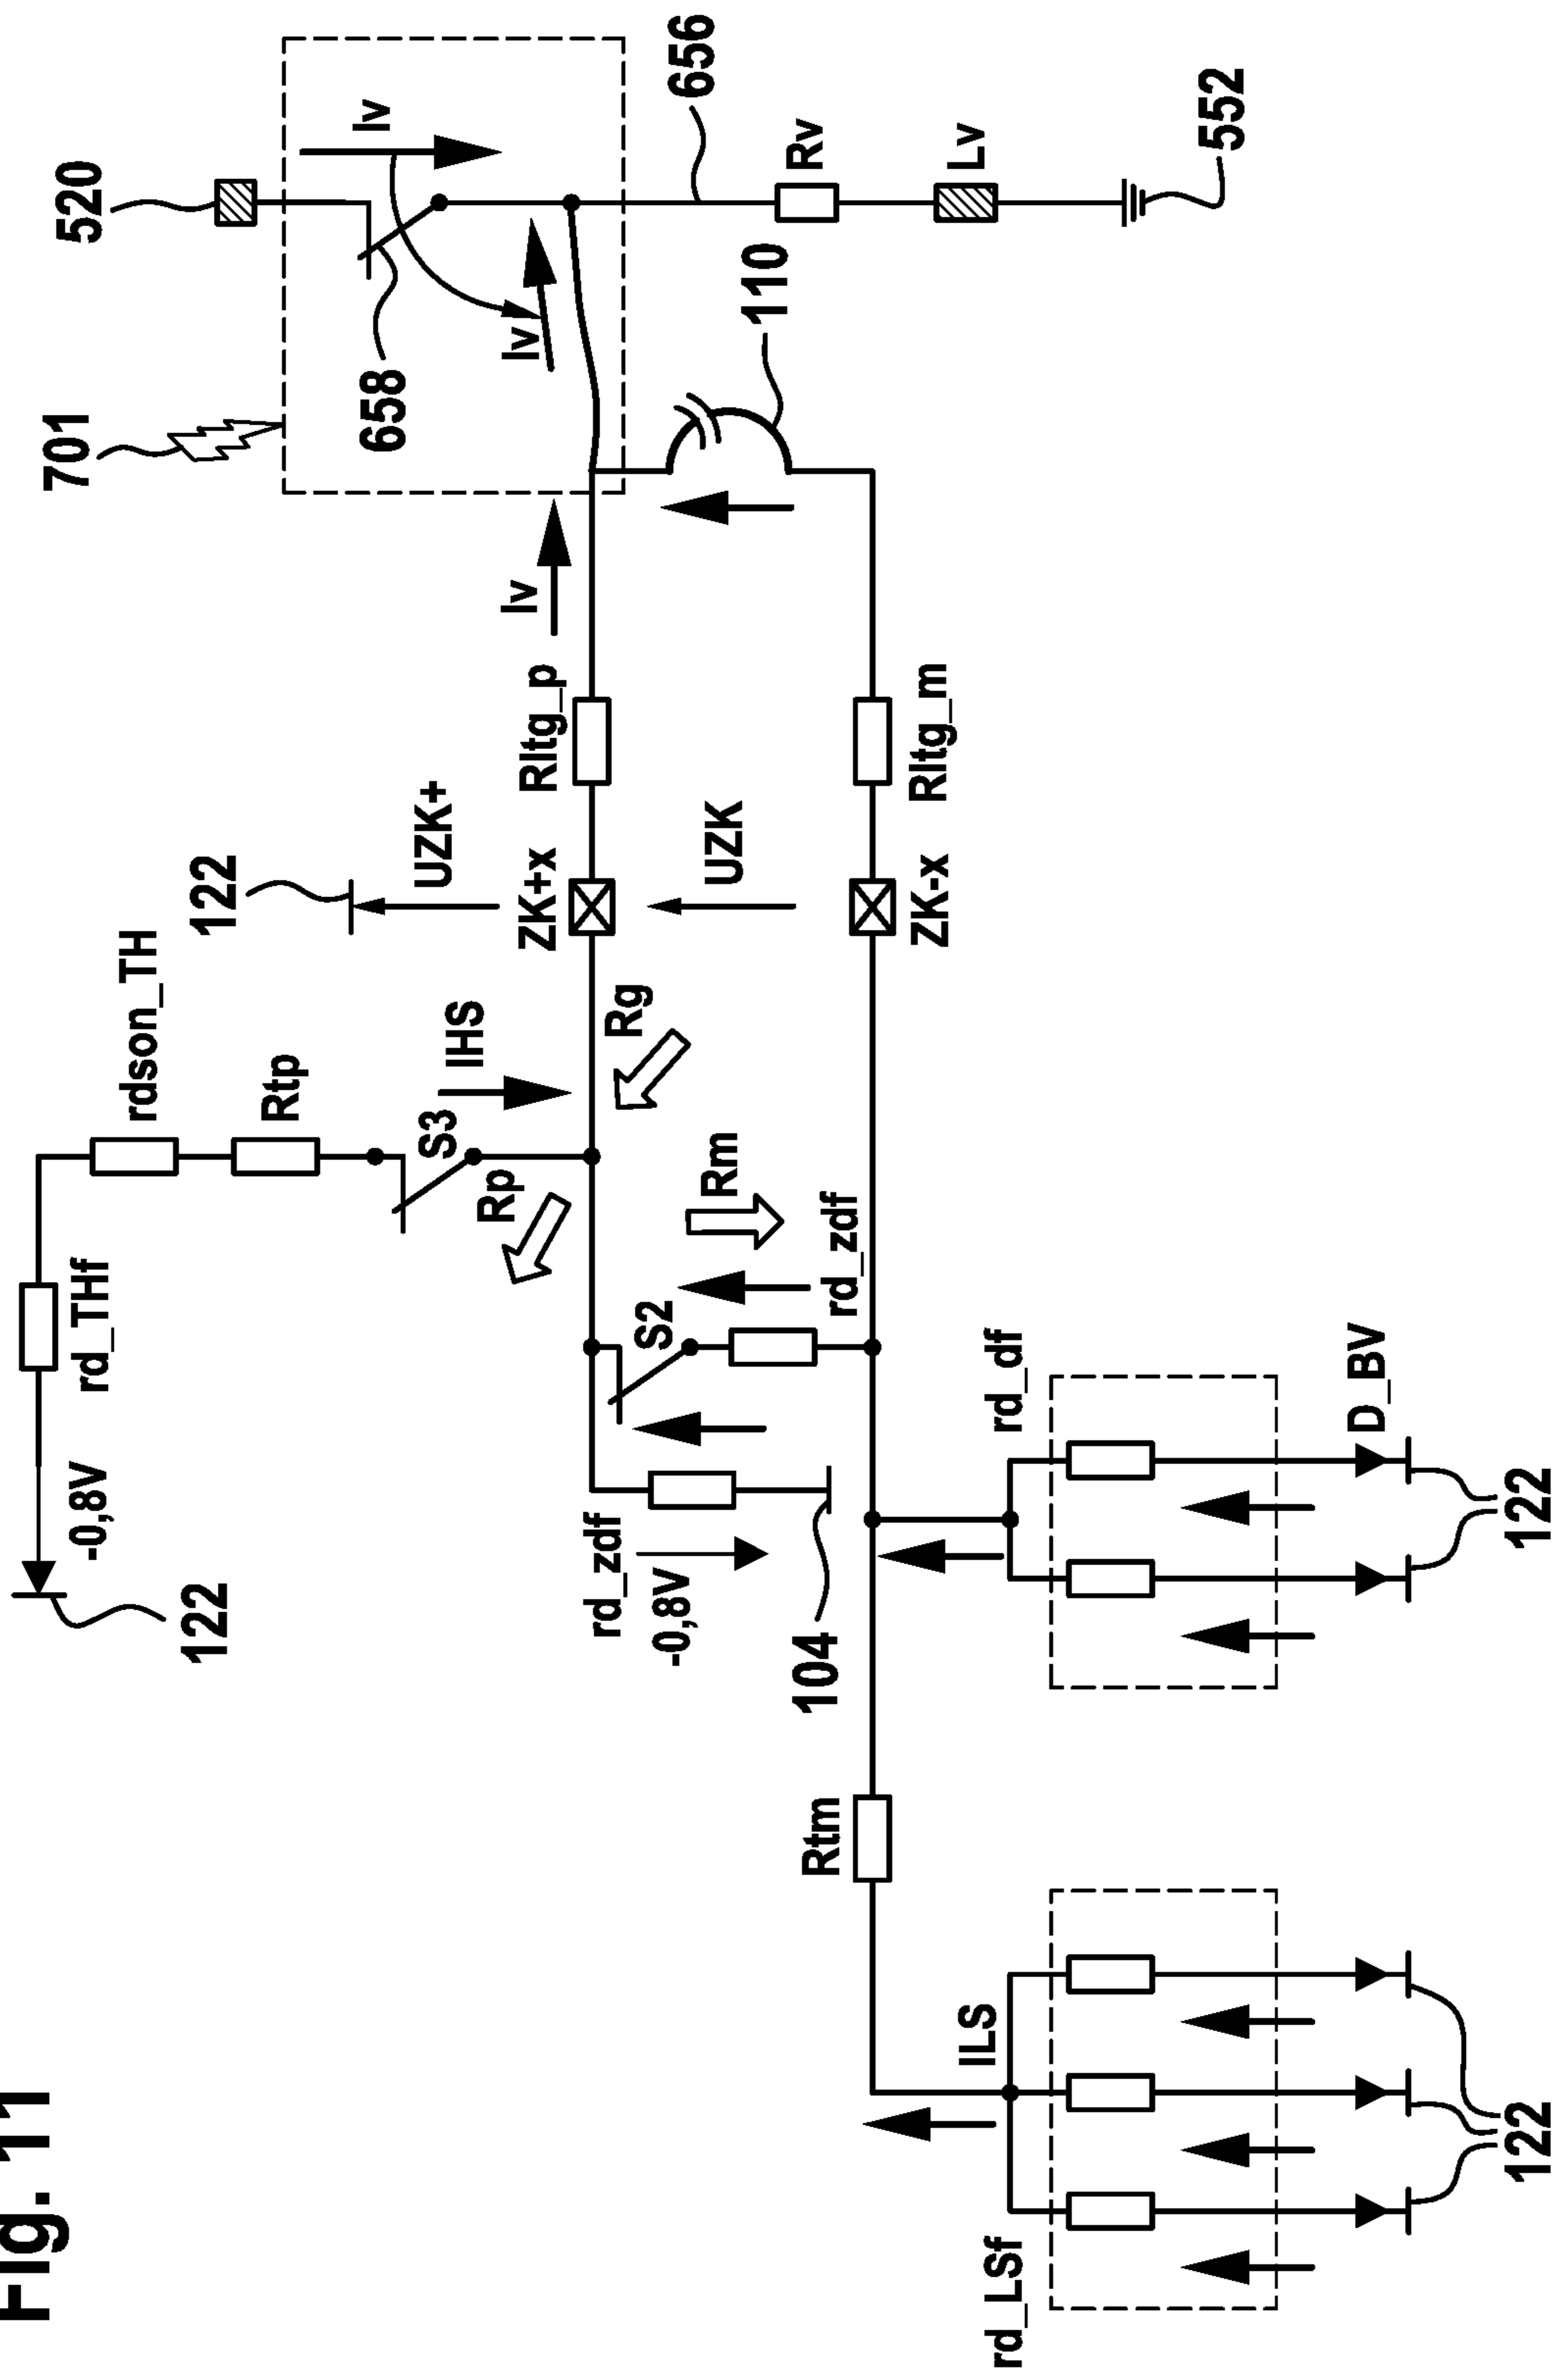 Fig. 11
701
520
Iv
658
Iv
656
Rv
Lv
552
110
Iv
Rltg_p
Rltg_m
122
UZK+
ZK+x
UZK
ZK-x
rdson_TH
Rtp
IHS
S3
Rg
Rp
Rm
rd_THf
-0,8V
122
S2
rd_zdf
rd_zdf
-0,8V
104
rd_df
D_BV
122
Rtm
ILS
rd_LSf
122